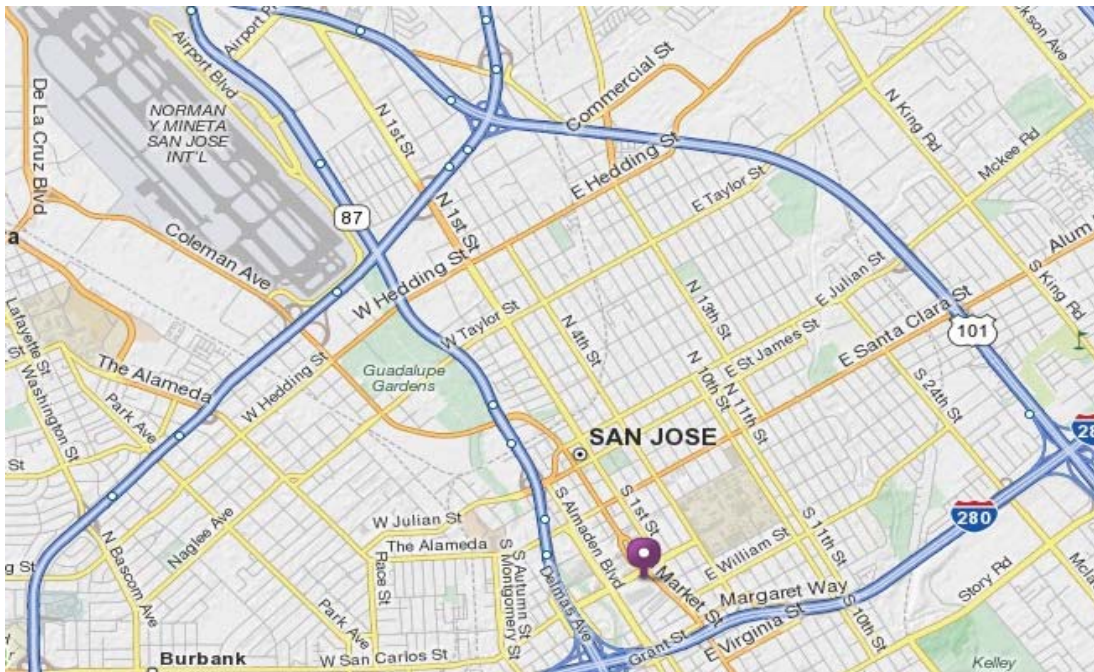 Airport Pk
Airport Blvd
De La Cruz Blvd
NORMAN
Y MINETA
SAN JOSE
INT'L
N 1st St
Commercial St
E Hedding St
N King Rd
Mckee Rd
E Taylor St
87
N 1st St
Coleman Ave
W Hedding St
a
Alum
S King Rd
E Julian St
N 13th St
E Santa Clara St
101
Lafayette St
W Taylor St
N 4th St
E St James St
St
The Alameda
Guadalupe
Gardens
W Hedding St
N 10th St
N 11th St
S 24th St
Washington St
Park Ave
SAN JOSE
St
Naglee Ave
W Julian St
S Almaden Blvd
S 1st St
280
The Alameda
S 11th St
N Bascom Ave
Race St
S Autumn St
S Montgomery St
Delmas Ave
E William St
Market St
Margaret Way
Story Rd
ng St
Park Ave
S 10th St
Grant St
E Virginia St
Burbank
W San Carlos St
Kelley